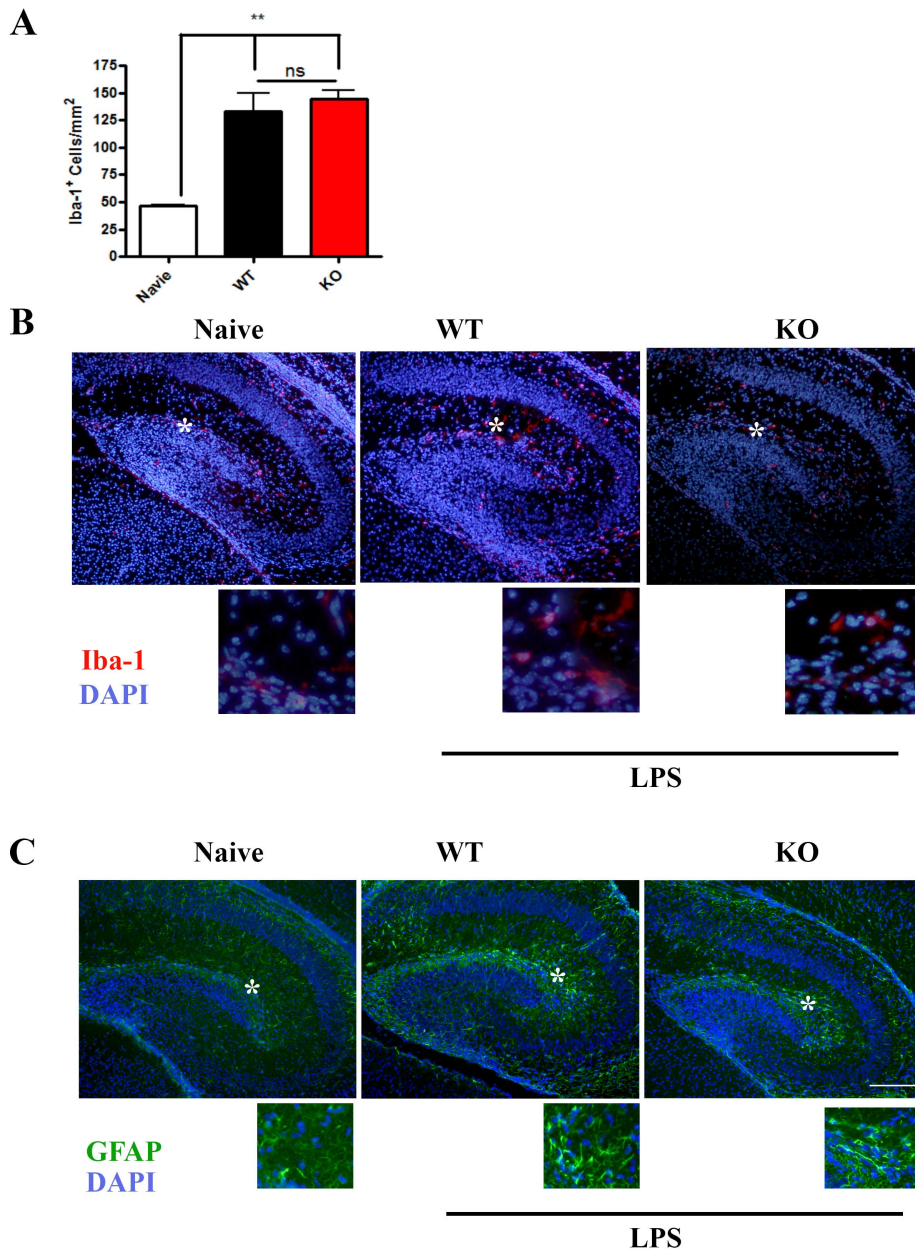 A
**
ns
Iba-1⁺ Cells/mm²
175
150
125
100
75
50
25
0
Navie
WT
KO
B
Naive
WT
KO
*
*
*
Iba-1
DAPI
LPS
C
Naive
WT
KO
*
*
*
GFAP
DAPI
LPS